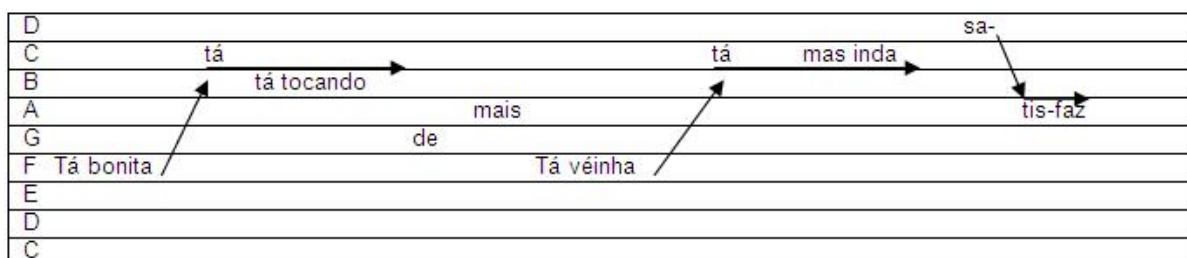 D sa-
C tá tá mas inda
B tá tocando
A mais tis-faz
G de
F Tá bonita Tá véinha
E
D
C